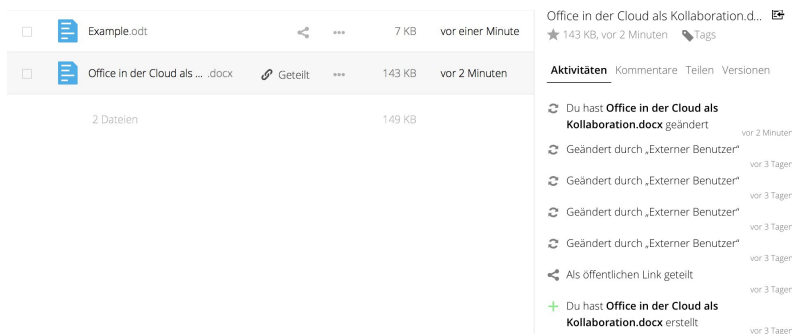 Example.odt 7 KB vor einer Minute
Office in der Cloud als ... .docx Geteilt 143 KB vor 2 Minuten
2 Dateien 149 KB
Office in der Cloud als Kollaboration.d...
143 KB, vor 2 Minuten Tags
Aktivitäten Kommentare Teilen Versionen
Du hast Office in der Cloud als
Kollaboration.docx geändert
vor 2 Minuten
Geändert durch „Externer Benutzer“
vor 3 Tagen
Geändert durch „Externer Benutzer“
vor 3 Tagen
Geändert durch „Externer Benutzer“
vor 3 Tagen
Geändert durch „Externer Benutzer“
vor 3 Tagen
Als öffentlichen Link geteilt
vor 3 Tagen
Du hast Office in der Cloud als
Kollaboration.docx erstellt
vor 3 Tagen